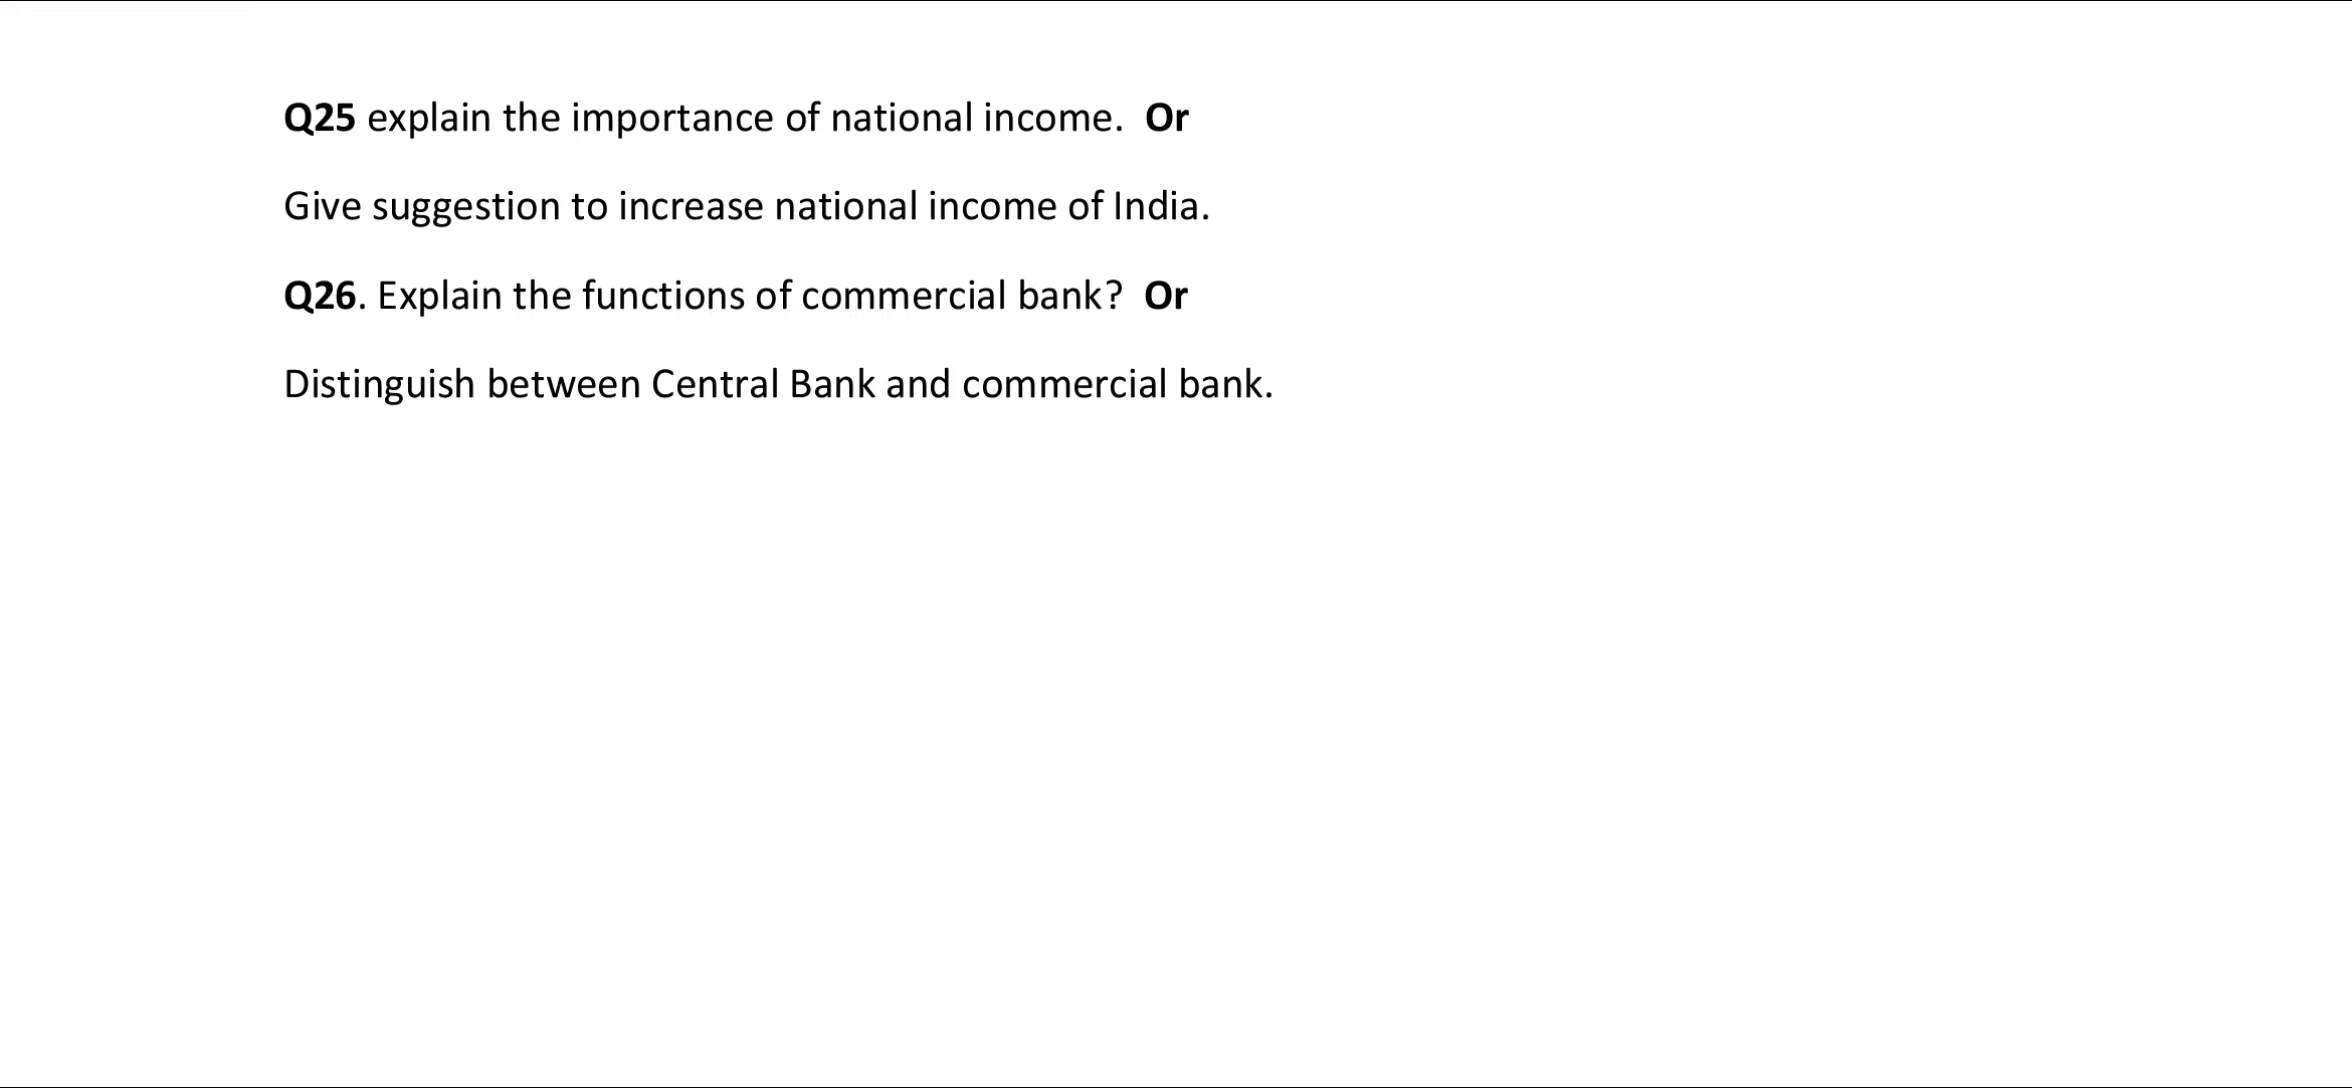 Q25 explain the importance of national income.  Or
Give suggestion to increase national income of India.
Q26. Explain the functions of commercial bank?  Or
Distinguish between Central Bank and commercial bank.